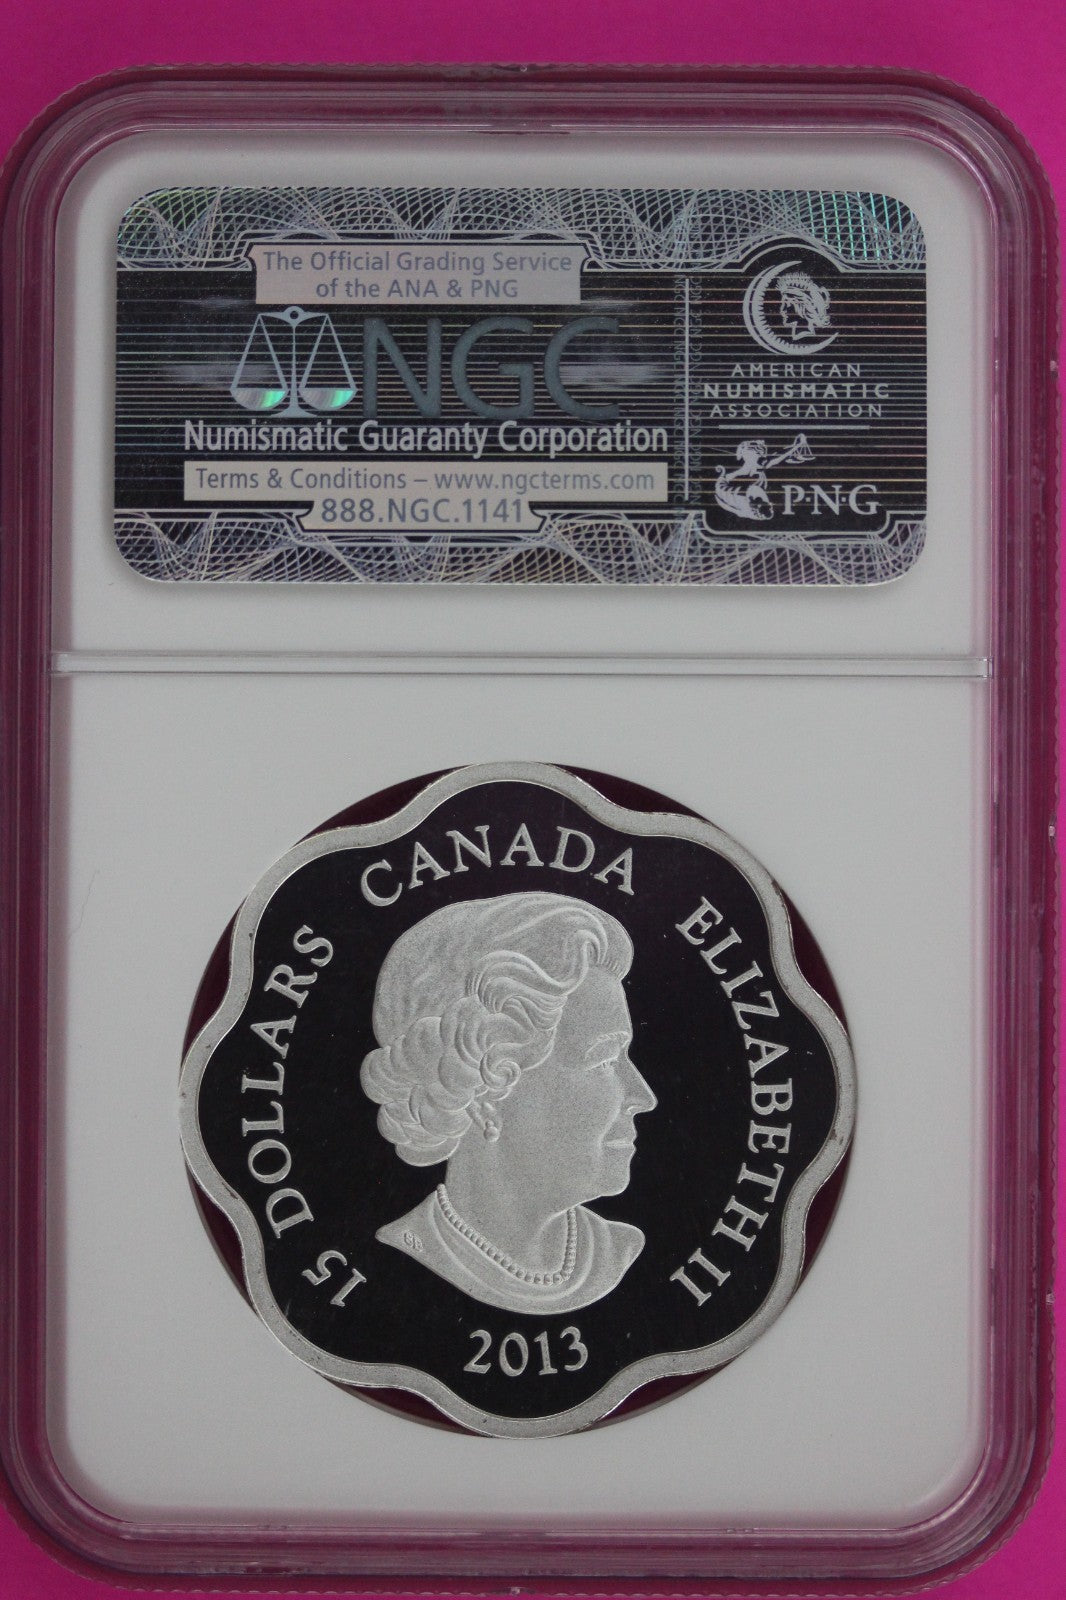 The Official Grading Service
of the ANA & PNG
NGC
Numismatic Guaranty Corporation
Terms & Conditions – www.ngcterms.com
888.NGC.1141
AMERICAN
NUMISMATIC
ASSOCIATION
P·N·G
CANADA
ELIZABETH II
15 DOLLARS
2013